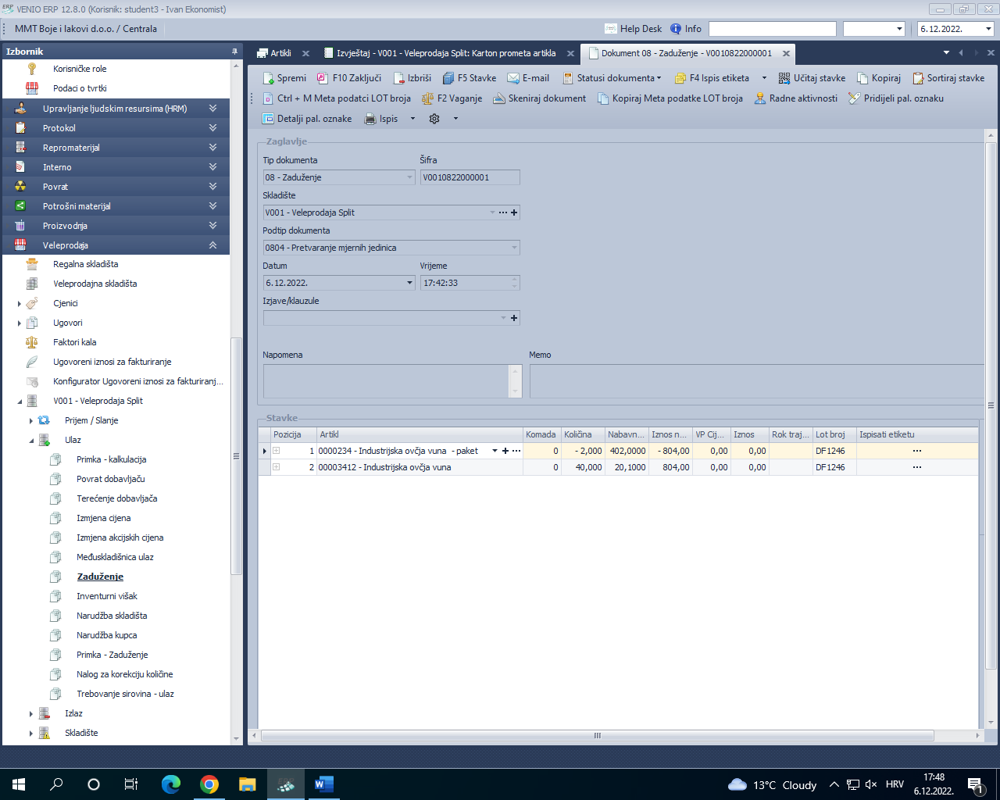 VENIO ERP 12.8.0 (Korisnik: student3 - Ivan Ekonomist)
MMT Boje i lakovi d.o.o. / Centrala
Help Desk
Info
6.12.2022.
Izbornik
Korisničke role
Podaci o tvrtki
Upravljanje ljudskim resursima (HRM)
Protokol
Repromaterijal
Interno
Povrat
Potrošni materijal
Proizvodnja
Veleprodaja
Regalna skladišta
Veleprodajna skladišta
Cjenici
Ugovori
Faktori kala
Ugovoreni iznosi za fakturiranje
Konfigurator Ugovoreni iznosi za fakturiranj...
V001 - Veleprodaja Split
Prijem / Slanje
Ulaz
Primka - kalkulacija
Povrat dobavljaču
Terećenje dobavljača
Izmjena cijena
Izmjena akcijskih cijena
Međuskladišnica ulaz
Zaduženje
Inventurni višak
Narudžba skladišta
Narudžba kupca
Primka - Zaduženje
Nalog za korekciju količine
Trebovanje sirovina - ulaz
Izlaz
Skladište
Artikli
Izvještaj - V001 - Veleprodaja Split: Karton prometa artikla
Dokument 08 - Zaduženje - V0010822000001
Spremi
F10 Zaključi
Izbriši
F5 Stavke
E-mail
Statusi dokumenta
F4 Ispis etiketa
Učitaj stavke
Kopiraj
Sortiraj stavke
Ctrl + M Meta podatci LOT broja
F2 Vaganje
Skeniraj dokument
Kopiraj Meta podatke LOT broja
Radne aktivnosti
Pridijeli pal. oznaku
Detalji pal. oznake
Ispis
Zaglavlje
Tip dokumenta Šifra
08 - Zaduženje V0010822000001
Skladište
V001 - Veleprodaja Split
Podtip dokumenta
0804 - Pretvaranje mjernih jedinica
Datum Vrijeme
6.12.2022. 17:42:33
Izjave/klauzule
Napomena Memo
Stavke
Pozicija Artikl Komada Količina Nabavn... Iznos n... VP Cij... Iznos Rok traj... Lot broj Ispisati etiketu
1 0000234 - Industrijska ovčja vuna - paket 0 - 2,000 402,0000 - 804,00 0,00 0,00 DF1246
2 00003412 - Industrijska ovčja vuna 0 40,000 20,1000 804,00 0,00 0,00 DF1246
13°C Cloudy
HRV
17:48
6.12.2022.
1